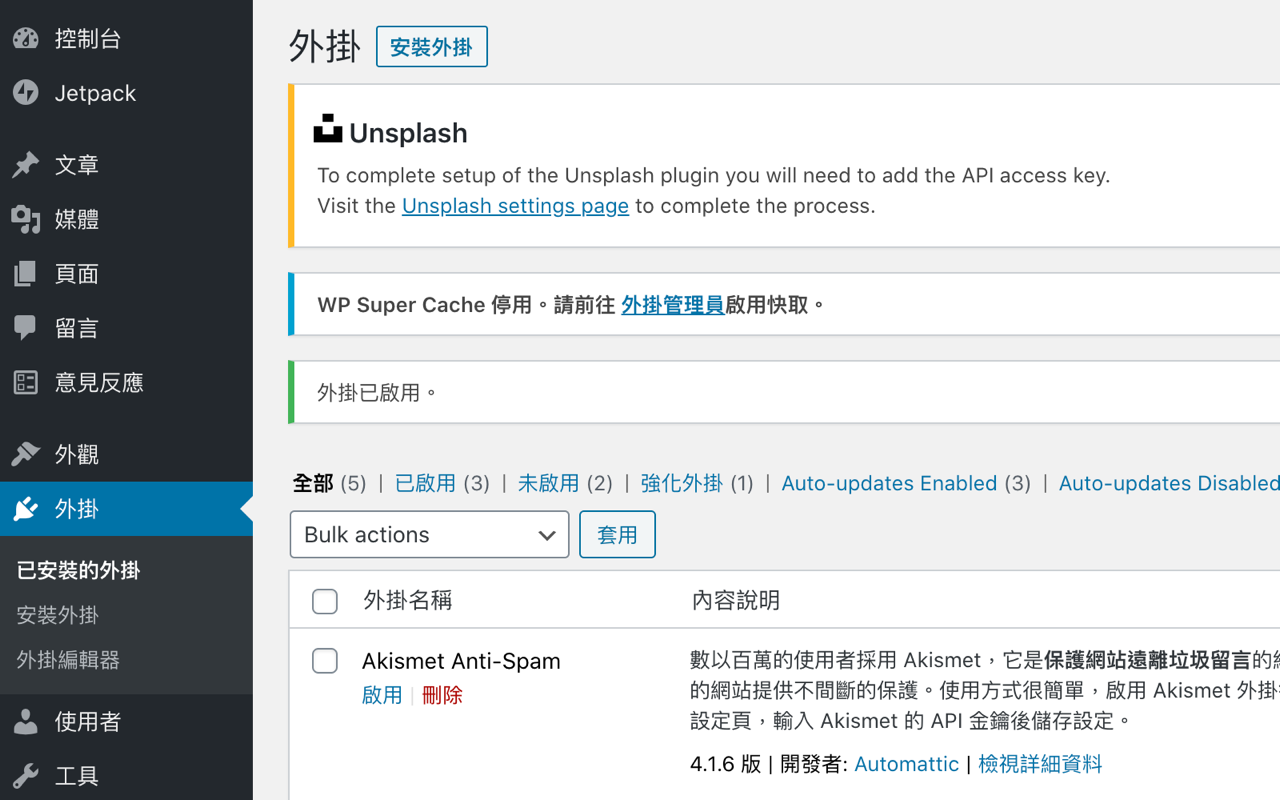 控制台
Jetpack
文章
媒體
頁面
留言
意見反應
外觀
外掛
已安裝的外掛
安裝外掛
外掛編輯器
使用者
工具
外掛 安裝外掛
Unsplash
To complete setup of the Unsplash plugin you will need to add the API access key.
Visit the Unsplash settings page to complete the process.
WP Super Cache 停用。請前往 外掛管理員啟用快取。
外掛已啟用。
全部 (5) | 已啟用 (3) | 未啟用 (2) | 強化外掛 (1) | Auto-updates Enabled (3) | Auto-updates Disabled
Bulk actions 套用
外掛名稱 內容說明
Akismet Anti-Spam
啟用 | 刪除
數以百萬的使用者採用 Akismet，它是保護網站遠離垃圾留言的
的網站提供不間斷的保護。使用方式很簡單，啟用 Akismet 外掛
設定頁，輸入 Akismet 的 API 金鑰後儲存設定。
4.1.6 版 | 開發者: Automattic | 檢視詳細資料